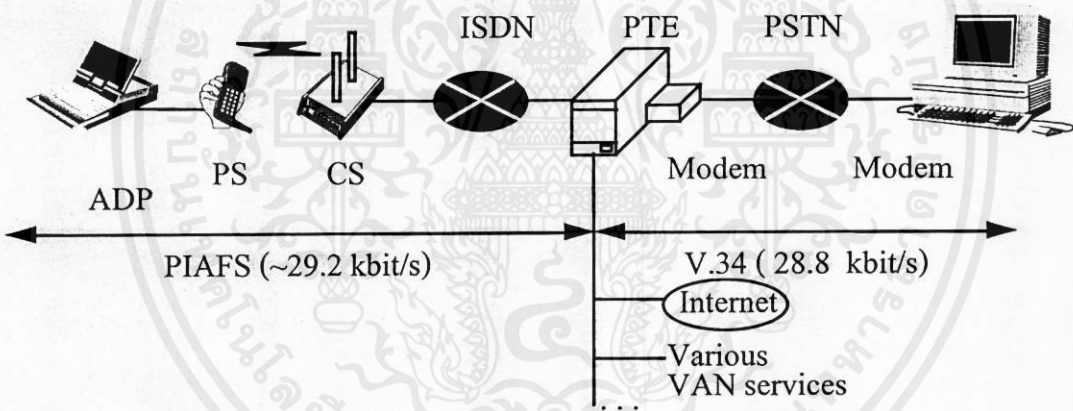 ISDN PTE PSTN
PS CS Modem Modem
ADP
PIAFS (~29.2 kbit/s) V.34 ( 28.8 kbit/s)
Internet
Various
VAN services
...